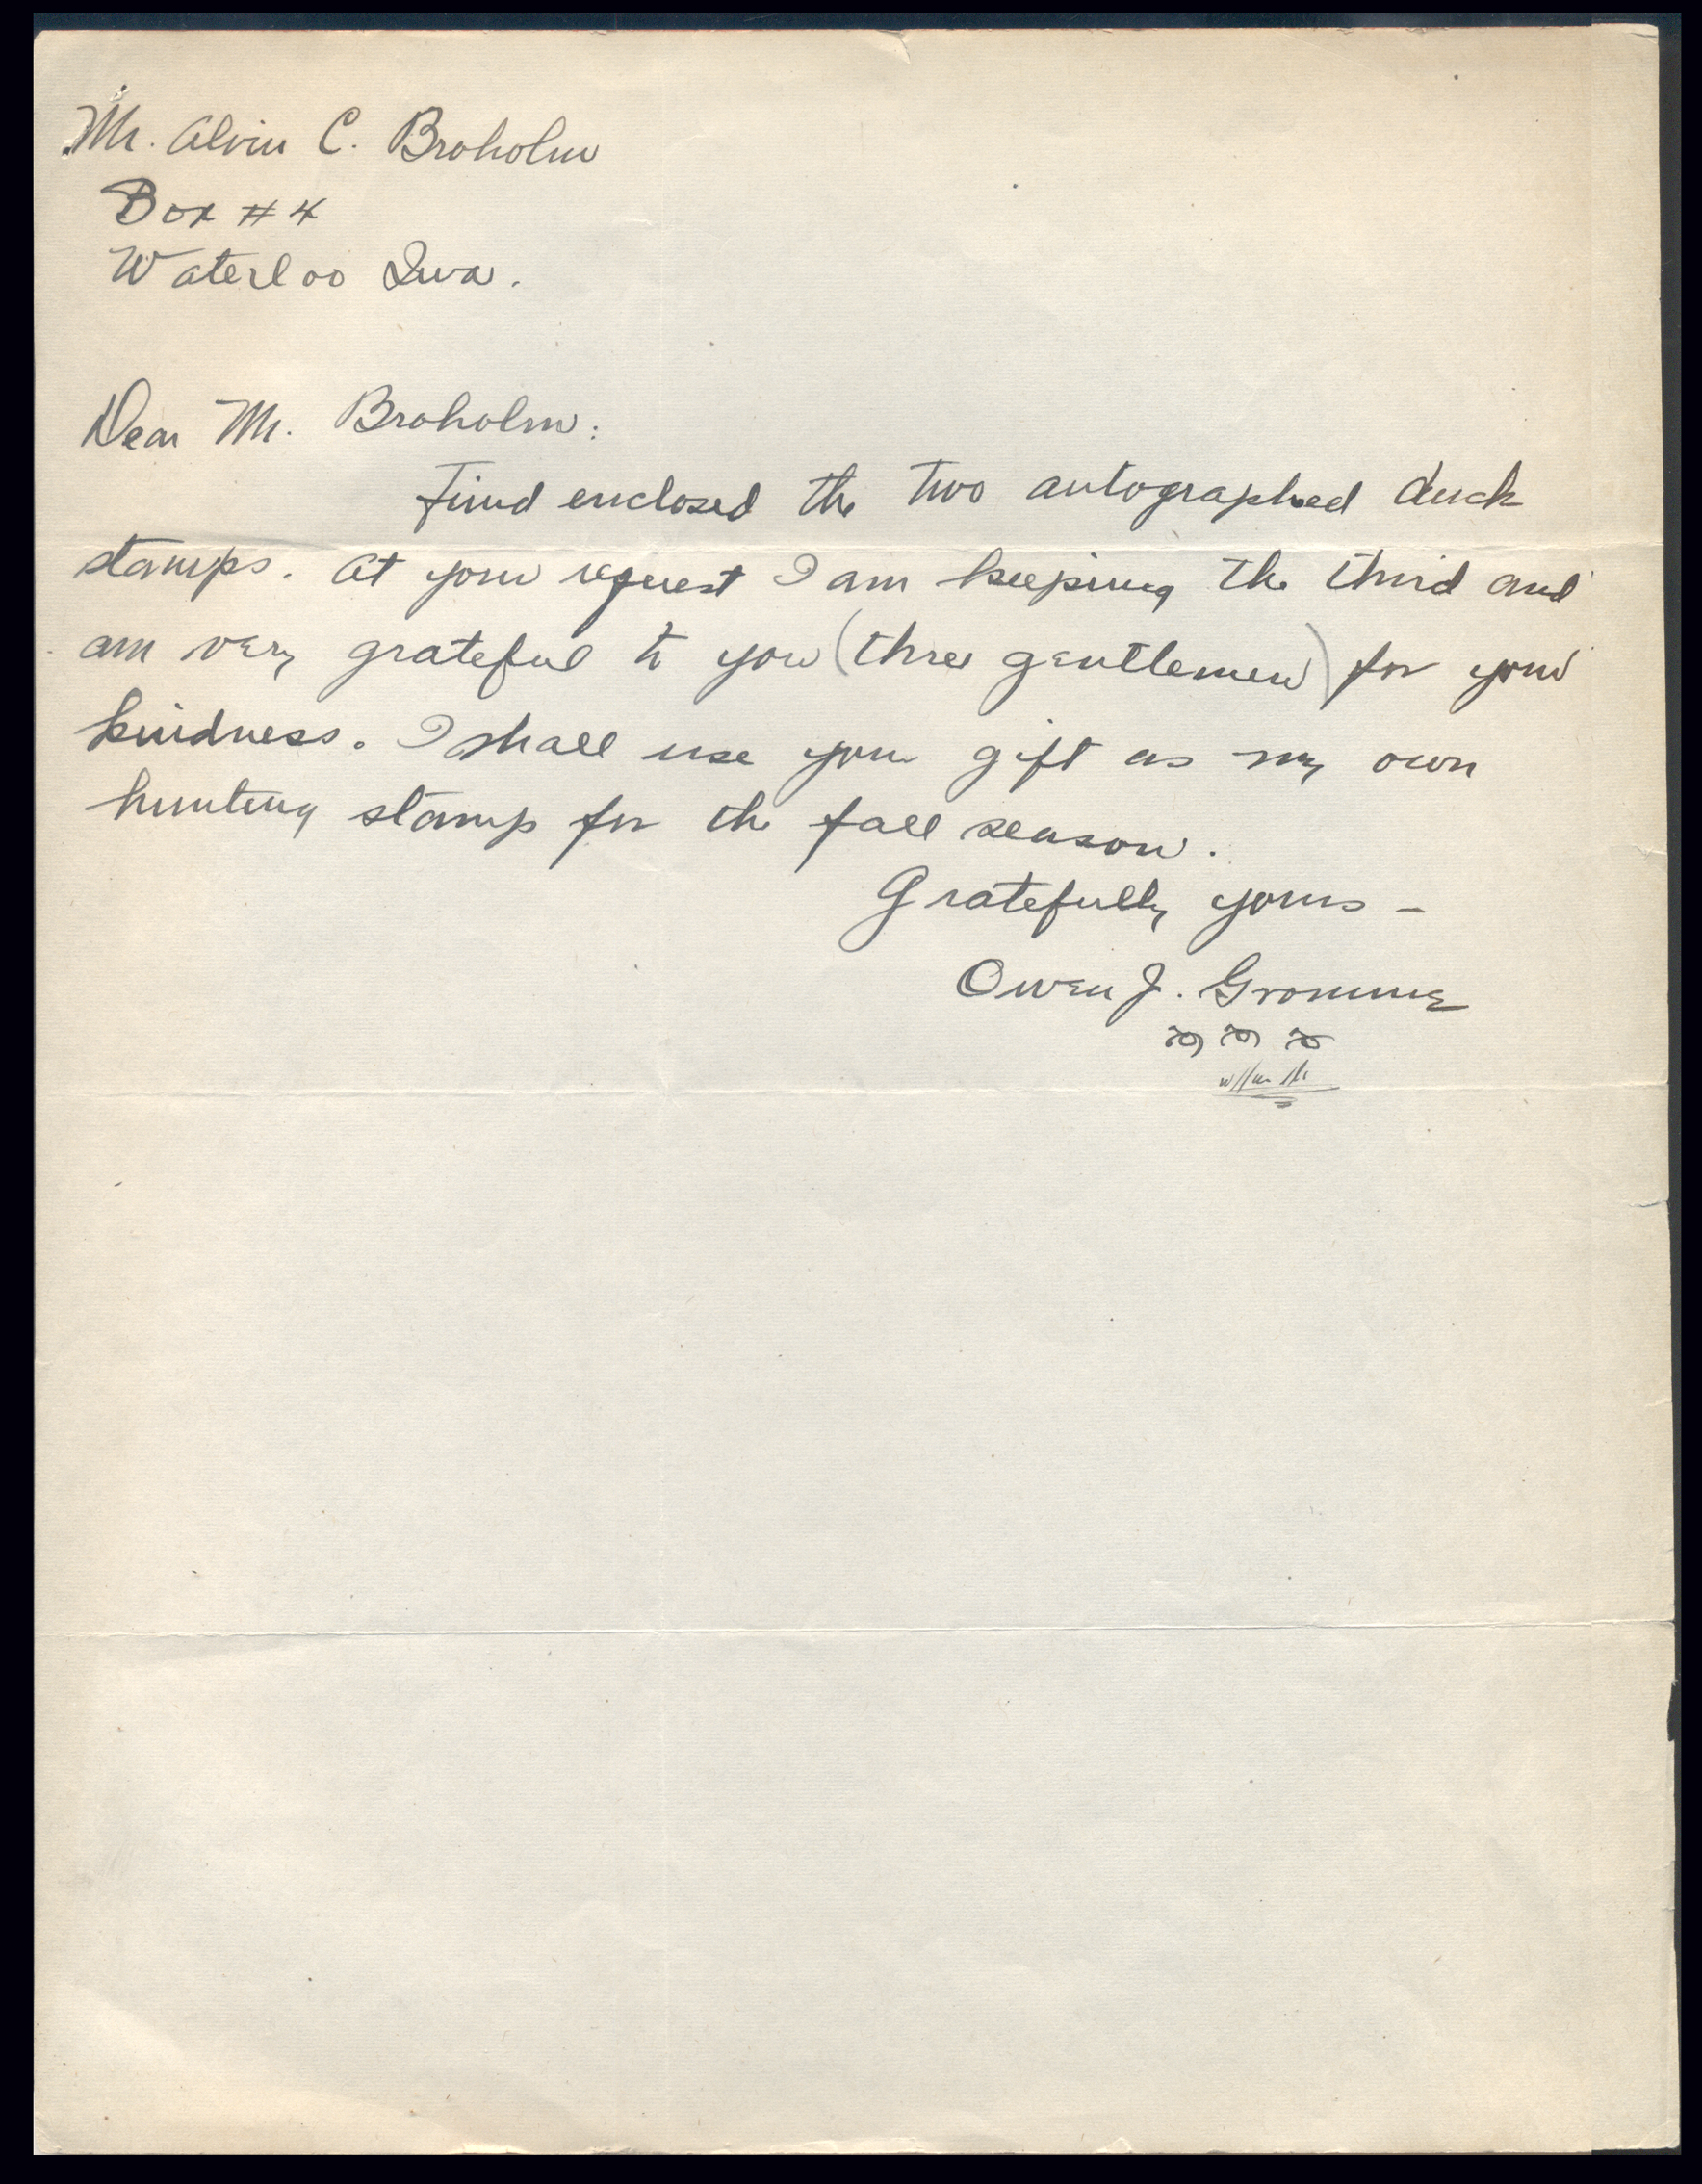 Mr. Alvin C. Broholm
Box #4
Waterloo Iwa.
Dear Mr. Broholm:
Find enclosed the two autographed duck
stamps. At your request I am keeping the third and
am very grateful to you (three gentlemen) for your
kindness. I shall use your gift as my own
hunting stamp for the fall season.
Gratefully yours -
Owen J. Gromme